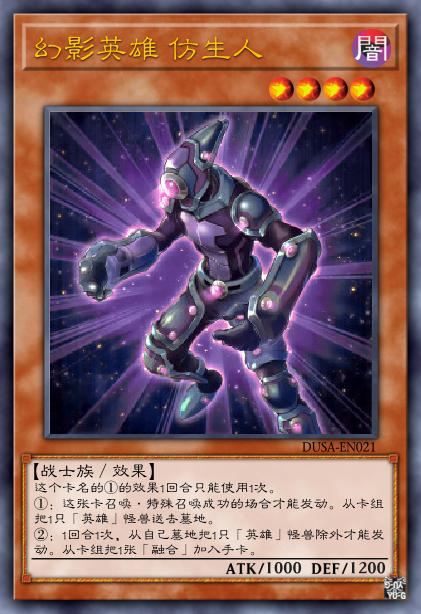 幻影英雄 仿生人
闇
DUSA-EN021
【战士族／效果】
这个卡名的①的效果1回合只能使用1次。
①：这张卡召唤·特殊召唤成功的场合才能发动。从卡组
把1只「英雄」怪兽送去墓地。
②：1回合1次，从自己墓地把1只「英雄」怪兽除外才能发
动。从卡组把1张「融合」加入手卡。
ATK/1000 DEF/1200